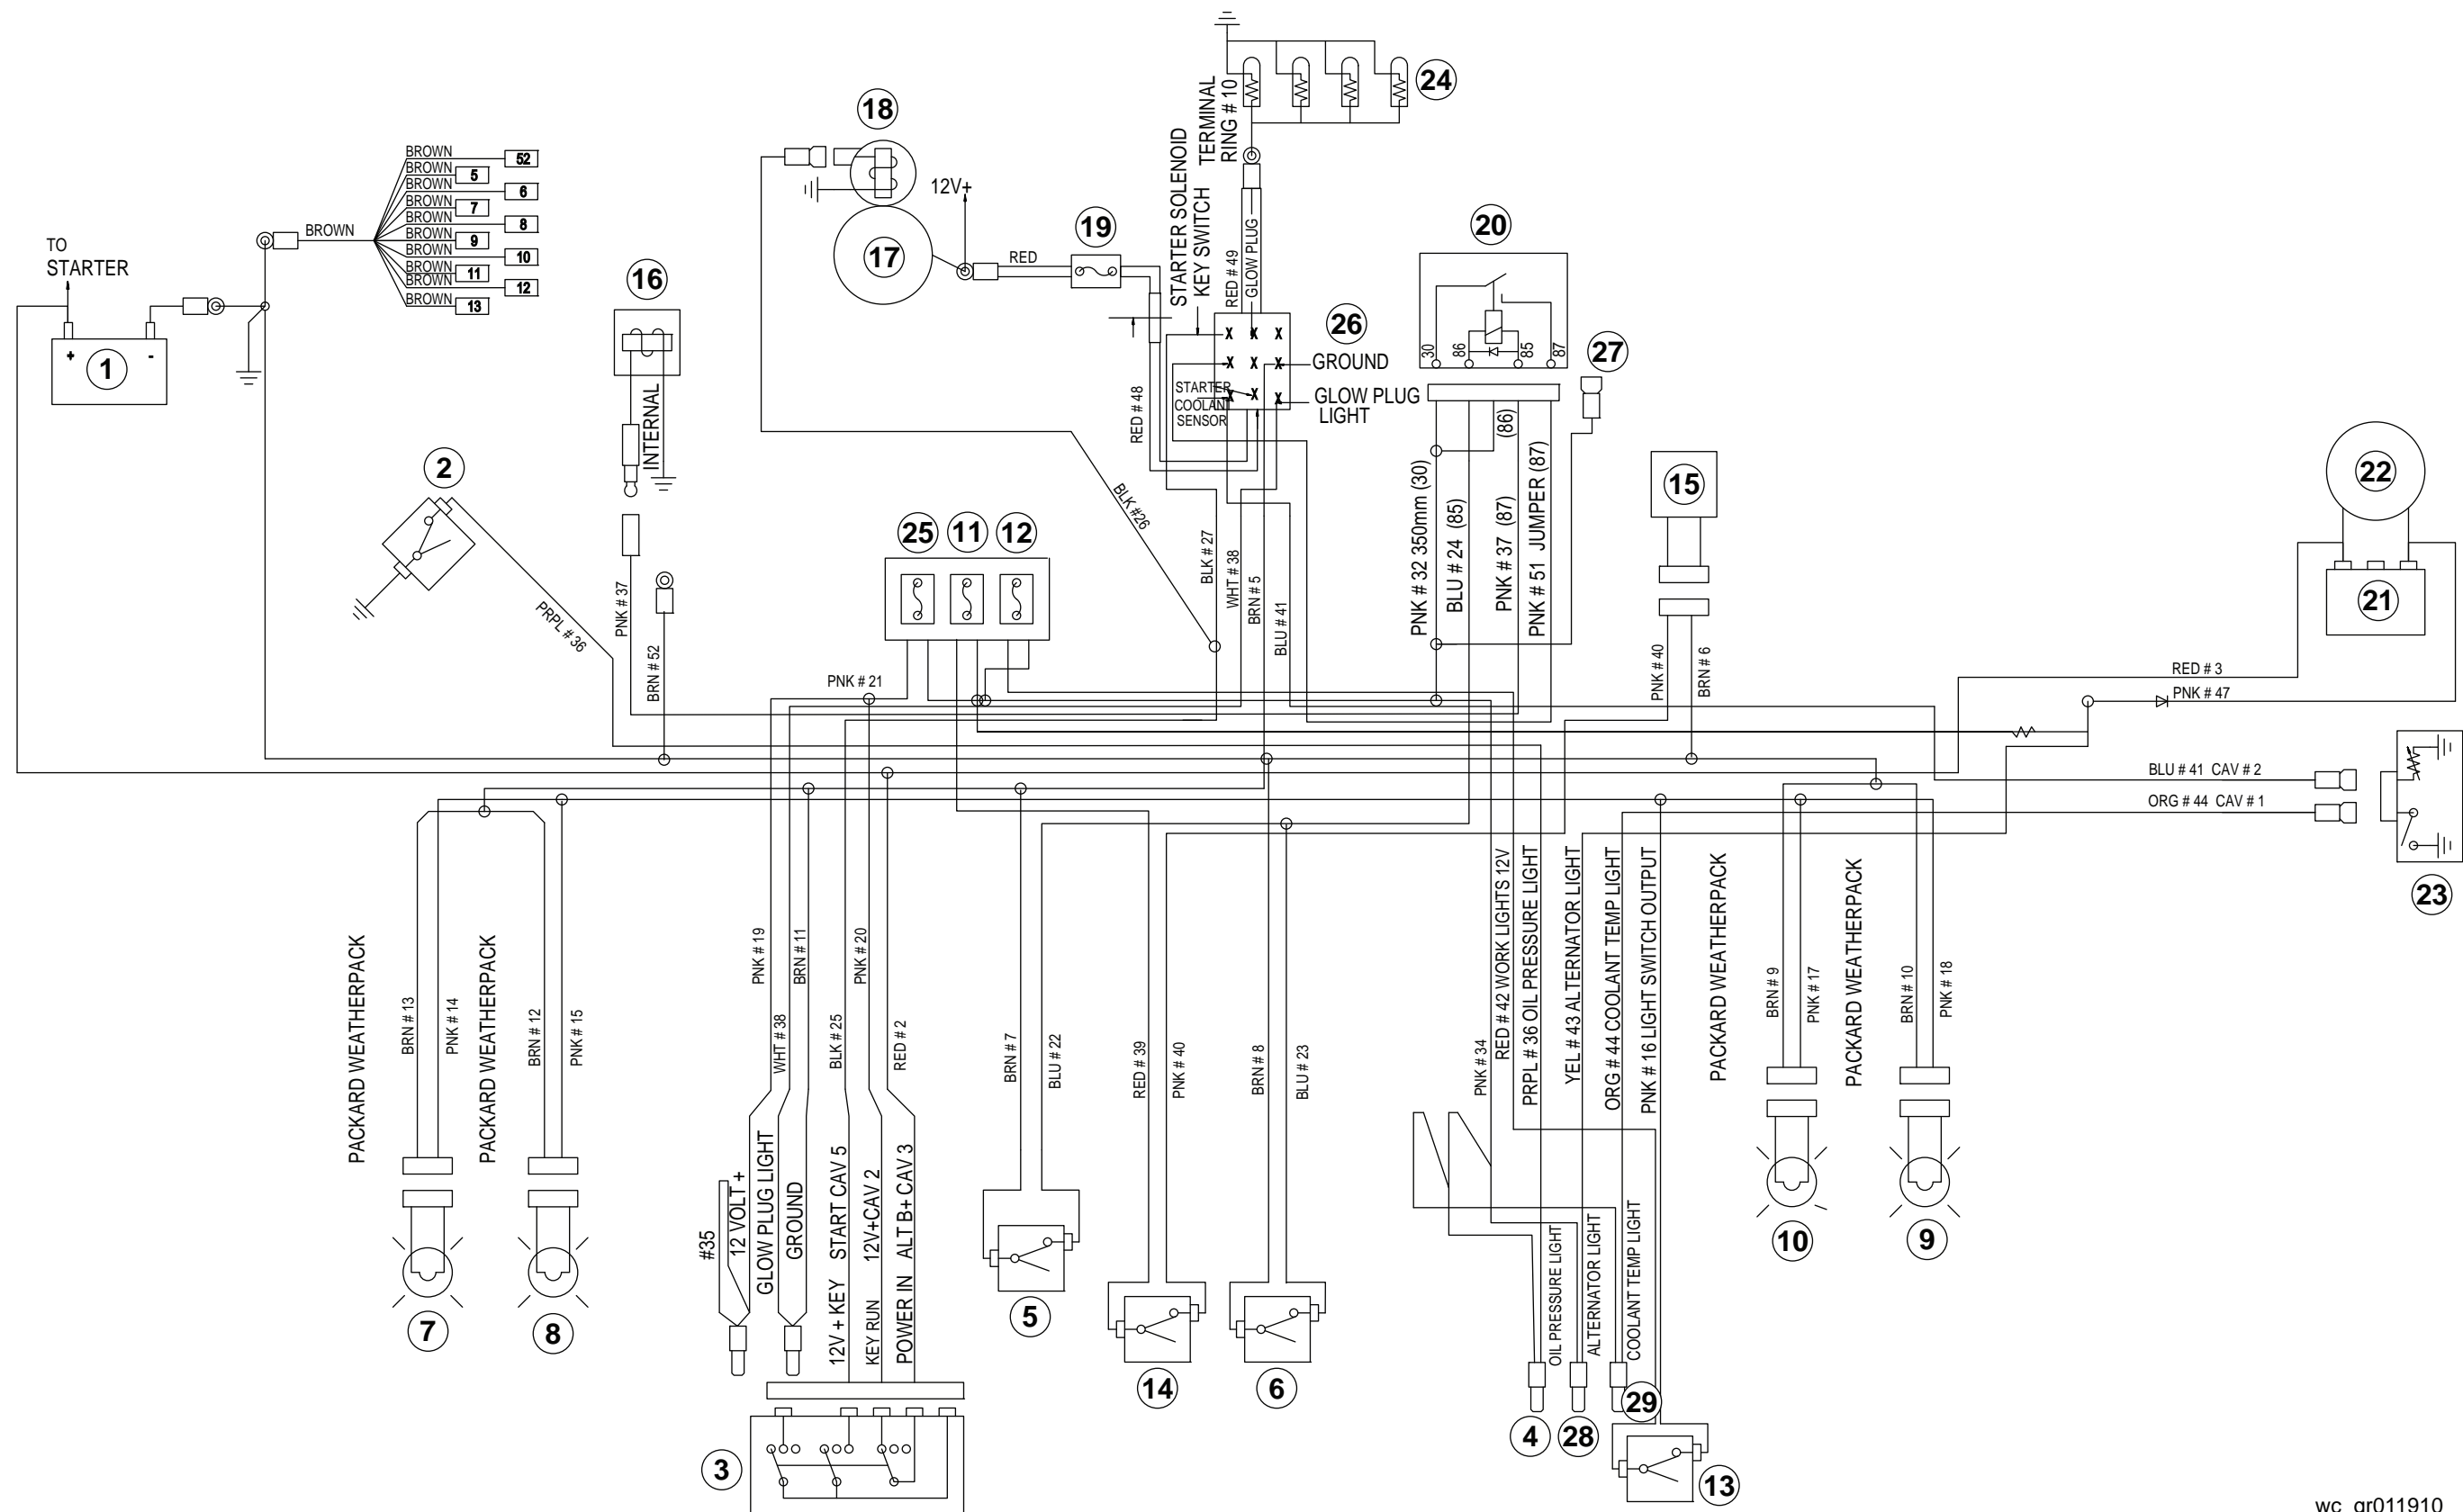 24
18
TERMINAL
RING # 10
STARTER SOLENOID
KEY SWITCH
BROWN
52
BROWN
5
BROWN
6
BROWN
7
BROWN
8
BROWN
9
BROWN
10
BROWN
11
BROWN
12
BROWN
13
BROWN
TO
STARTER
+
-
1
16
INTERNAL
2
PRPL # 36
PNK # 37
BRN # 52
12V+
17
RED
19
RED # 49
GLOW PLUG
26
GROUND
GLOW PLUG
LIGHT
STARTER
COOLANT
SENSOR
X X X
X X X
X X X
RED # 48
BLK #26
BLK # 27
WHT # 38
BRN # 5
BLU # 41
20
30
86
85
87
27
(86)
PNK # 32 350mm (30)
BLU # 24 (85)
PNK # 37 (87)
PNK # 51 JUMPER (87)
15
PNK # 40
BRN # 6
22
21
RED # 3
PNK # 47
BLU # 41 CAV # 2
ORG # 44 CAV # 1
23
25
11
12
PNK # 21
PACKARD WEATHERPACK
BRN # 13
PNK # 14
PACKARD WEATHERPACK
BRN # 12
PNK # 15
7
8
PNK # 19
WHT # 38
BRN # 11
BLK # 25
PNK # 20
RED # 2
#35
12 VOLT +
GLOW PLUG LIGHT
GROUND
12V + KEY START CAV 5
KEY RUN 12V+CAV 2
POWER IN ALT B+ CAV 3
3
BRN # 7
BLU # 22
5
RED # 39
PNK # 40
14
BRN # 8
BLU # 23
6
PNK # 34
RED # 42 WORK LIGHTS 12V
PRPL # 36 OIL PRESSURE LIGHT
YEL # 43 ALTERNATOR LIGHT
ORG # 44 COOLANT TEMP LIGHT
PNK # 16 LIGHT SWITCH OUTPUT
OIL PRESSURE LIGHT
ALTERNATOR LIGHT
COOLANT TEMP LIGHT
4
28
29
13
PACKARD WEATHERPACK
BRN # 9
PNK # 17
PACKARD WEATHERPACK
BRN # 10
PNK # 18
10
9
wc_gr011910